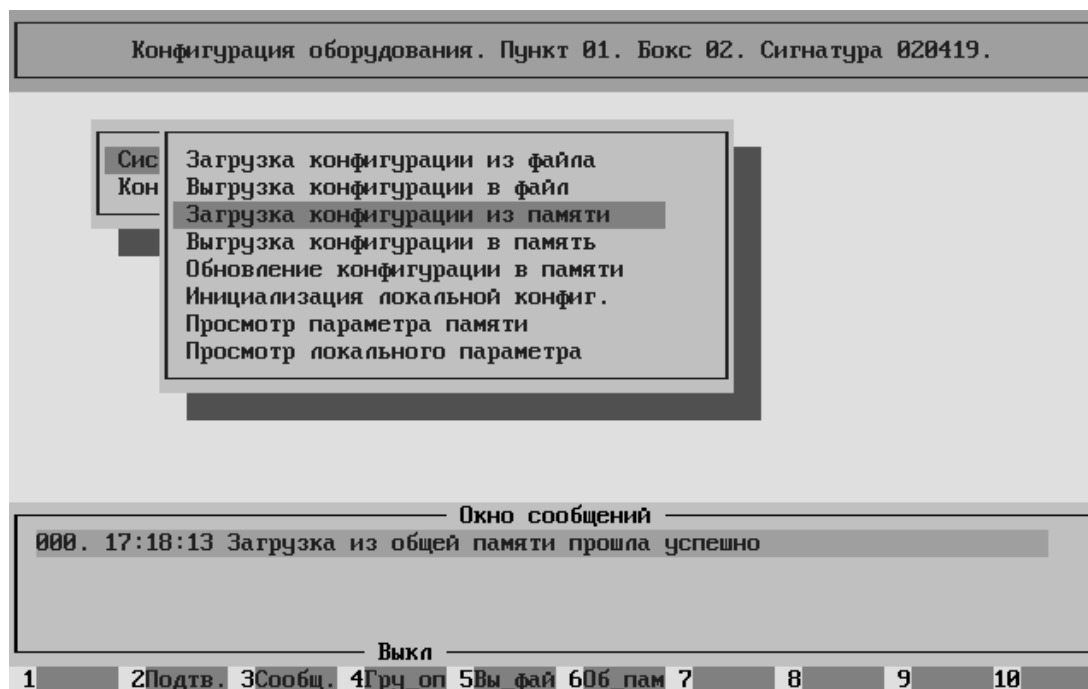 Конфигурация оборудования. Пункт 01. Бокс 02. Сигнатура 020419.
Сис
Кон
Загрузка конфигурации из файла
Выгрузка конфигурации в файл
Загрузка конфигурации из памяти
Выгрузка конфигурации в память
Обновление конфигурации в памяти
Инициализация локальной конфиг.
Просмотр параметра памяти
Просмотр локального параметра
Окно сообщений
000. 17:18:13 Загрузка из общей памяти прошла успешно
Выкл
1 2Подтв. 3Сообщ. 4Гру_оп 5Вы_фай 6Об_пам 7 8 9 10